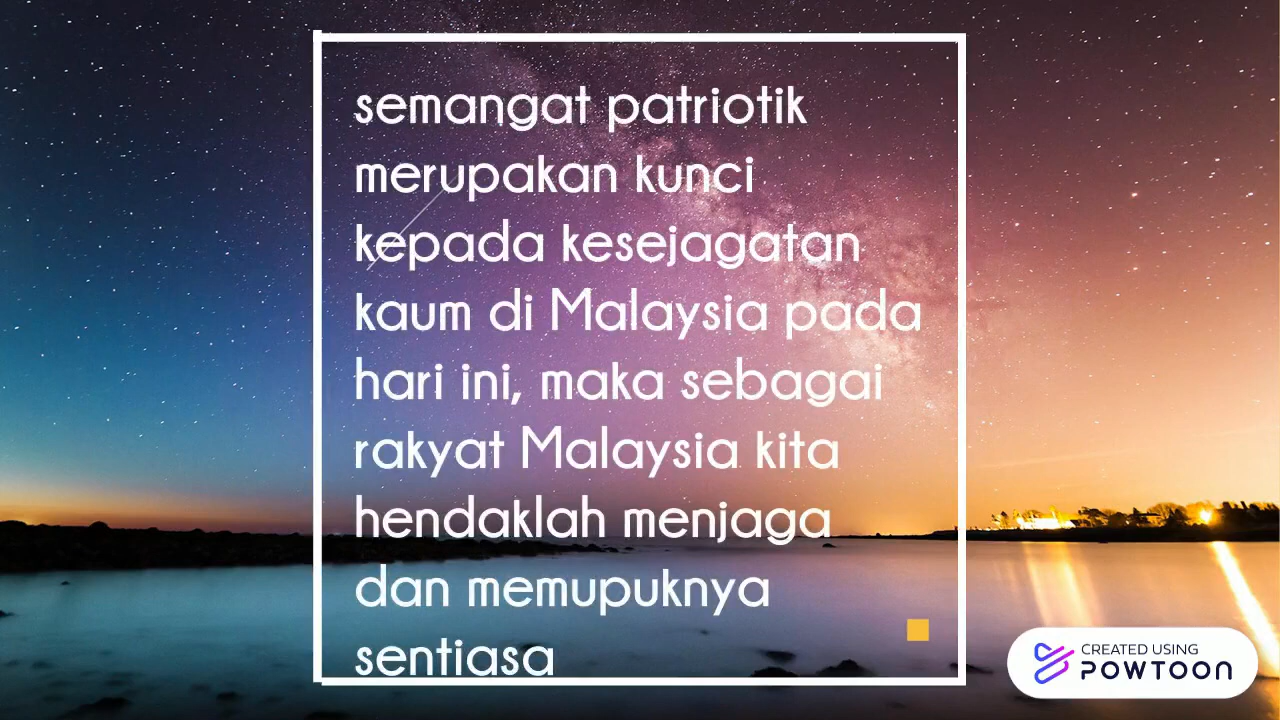 semangat patriotik
merupakan kunci
kepada kesejagatan
kaum di Malaysia pada
hari ini, maka sebagai
rakyat Malaysia kita
hendaklah menjaga
dan memupuknya
sentiasa
CREATED USING
POWTOON